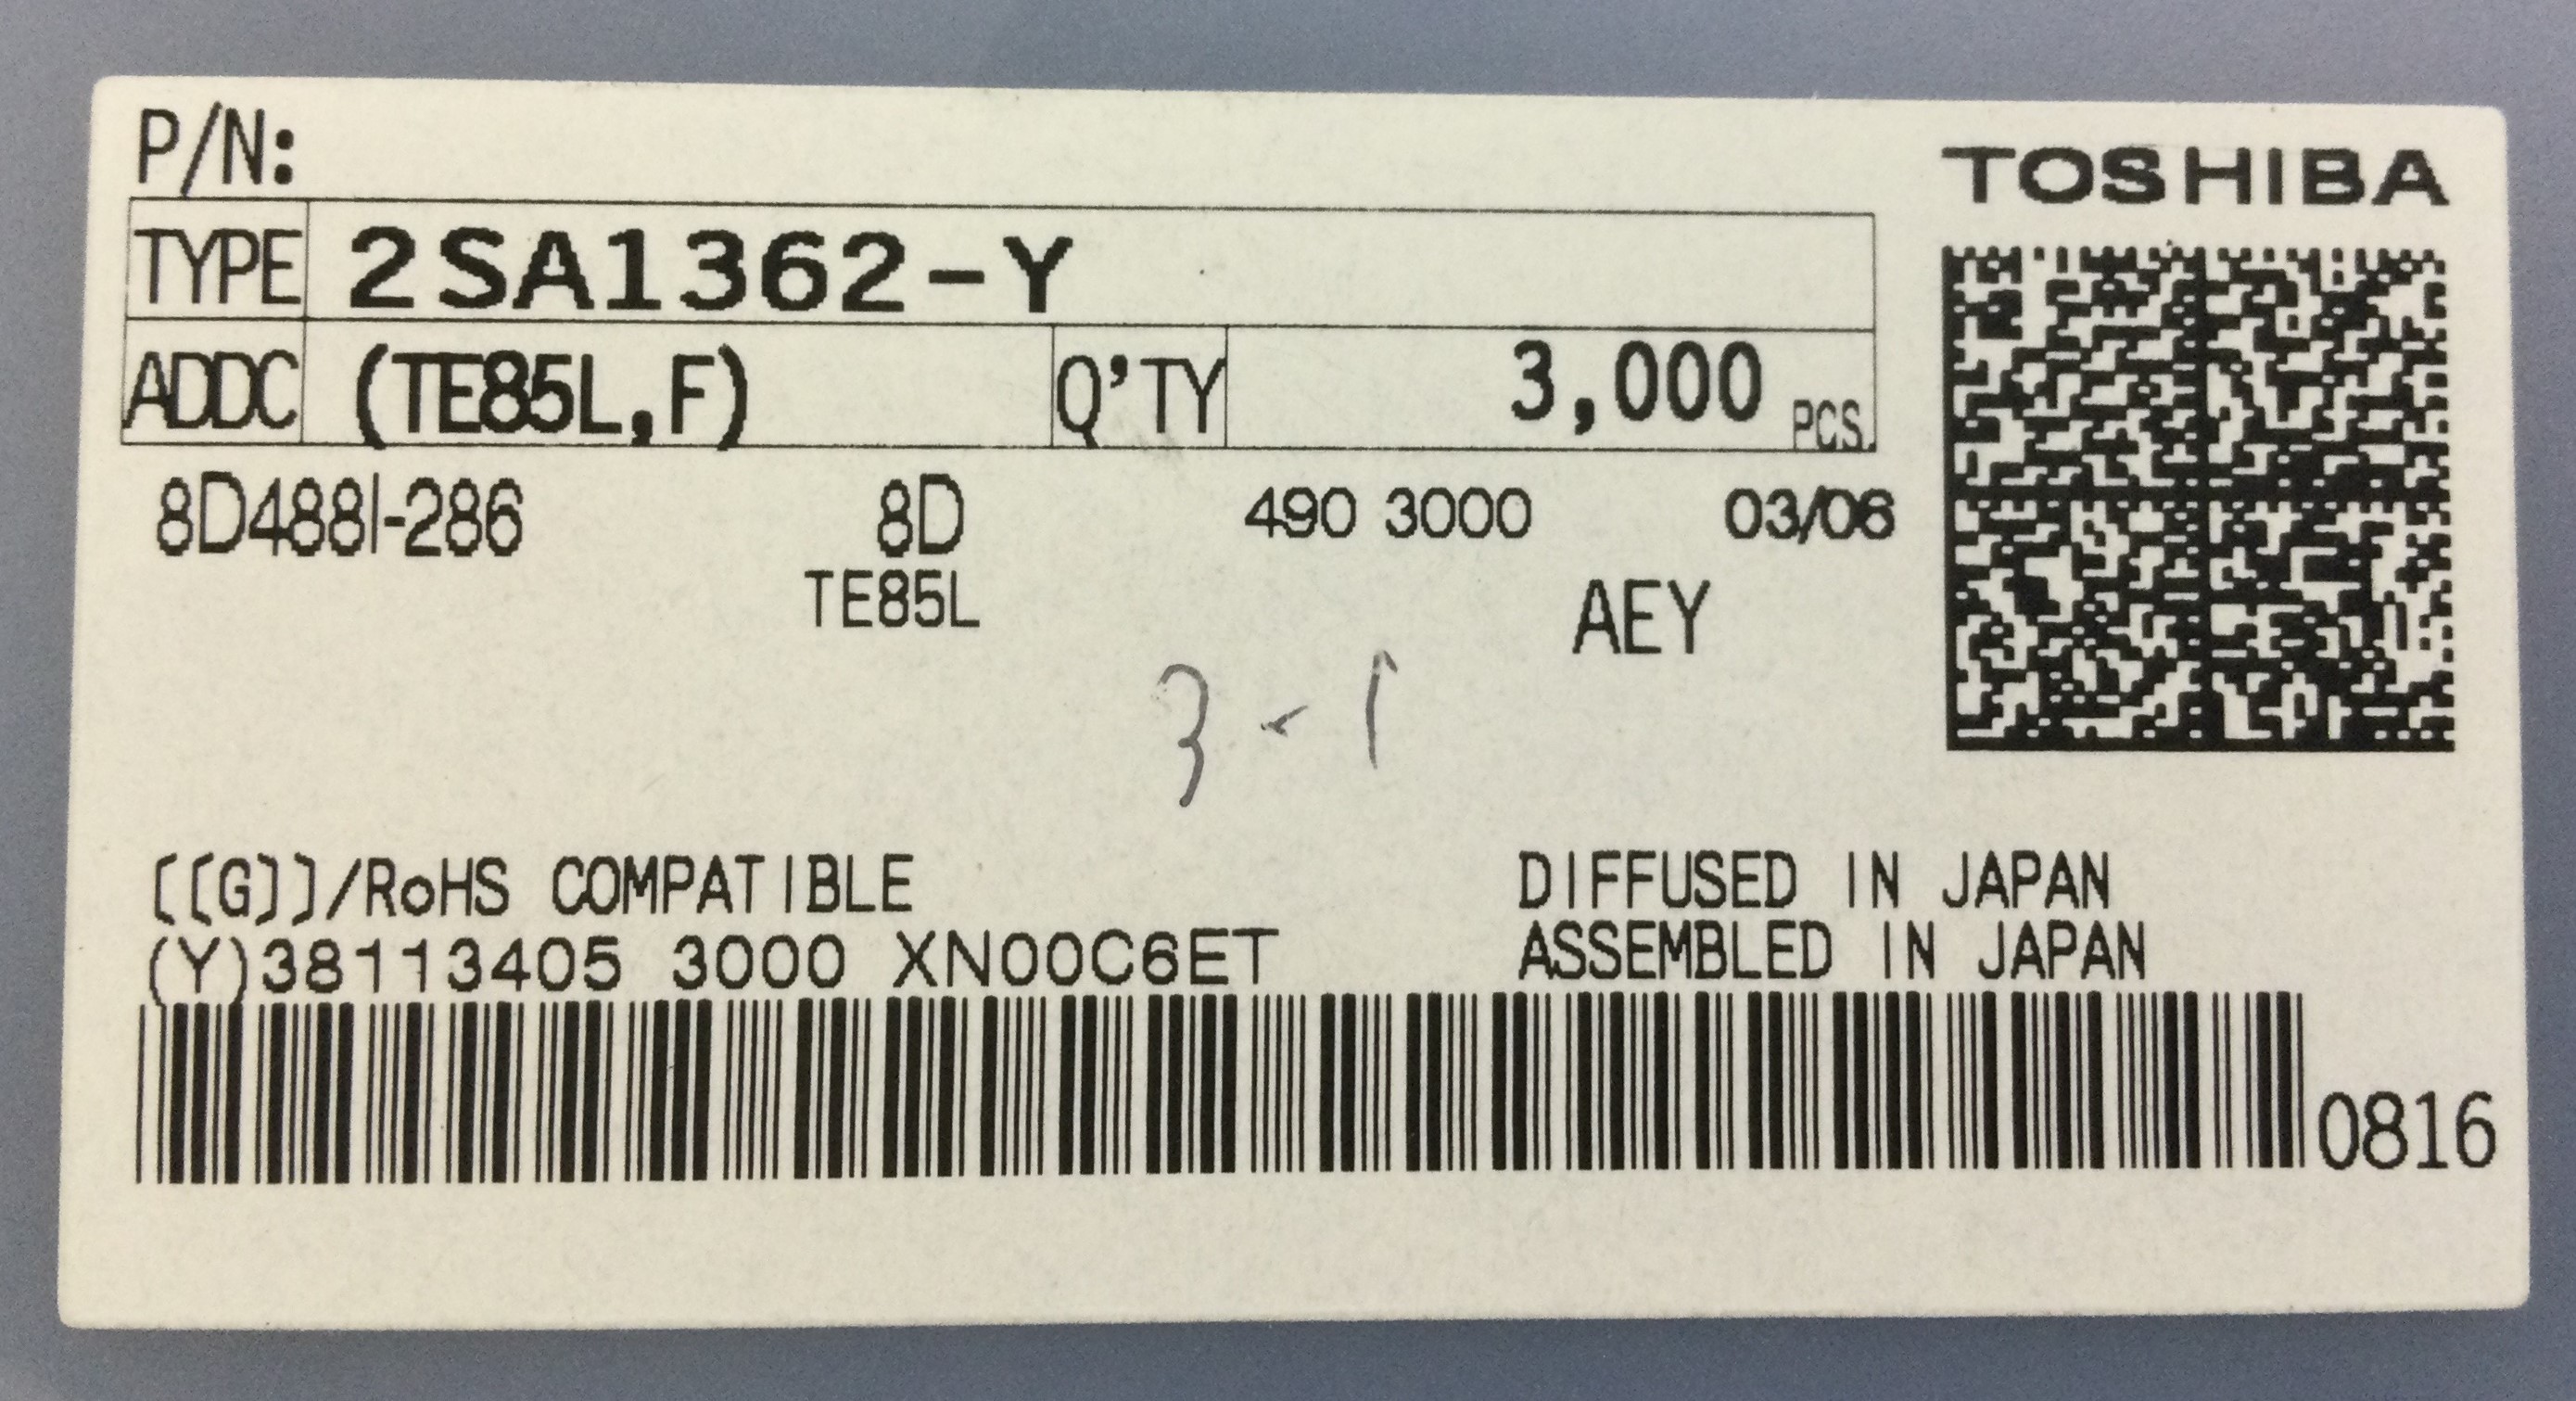 P/N:
TOSHIBA
TYPE 2SA1362-Y
ADDC (TE85L,F) Q'TY 3,000 PCS.
8D488I-286 8D 490 3000 03/06
TE85L AEY
3-1
[[G]]/RoHS COMPATIBLE DIFFUSED IN JAPAN
(Y)38113405 3000 XN00C6ET ASSEMBLED IN JAPAN
0816